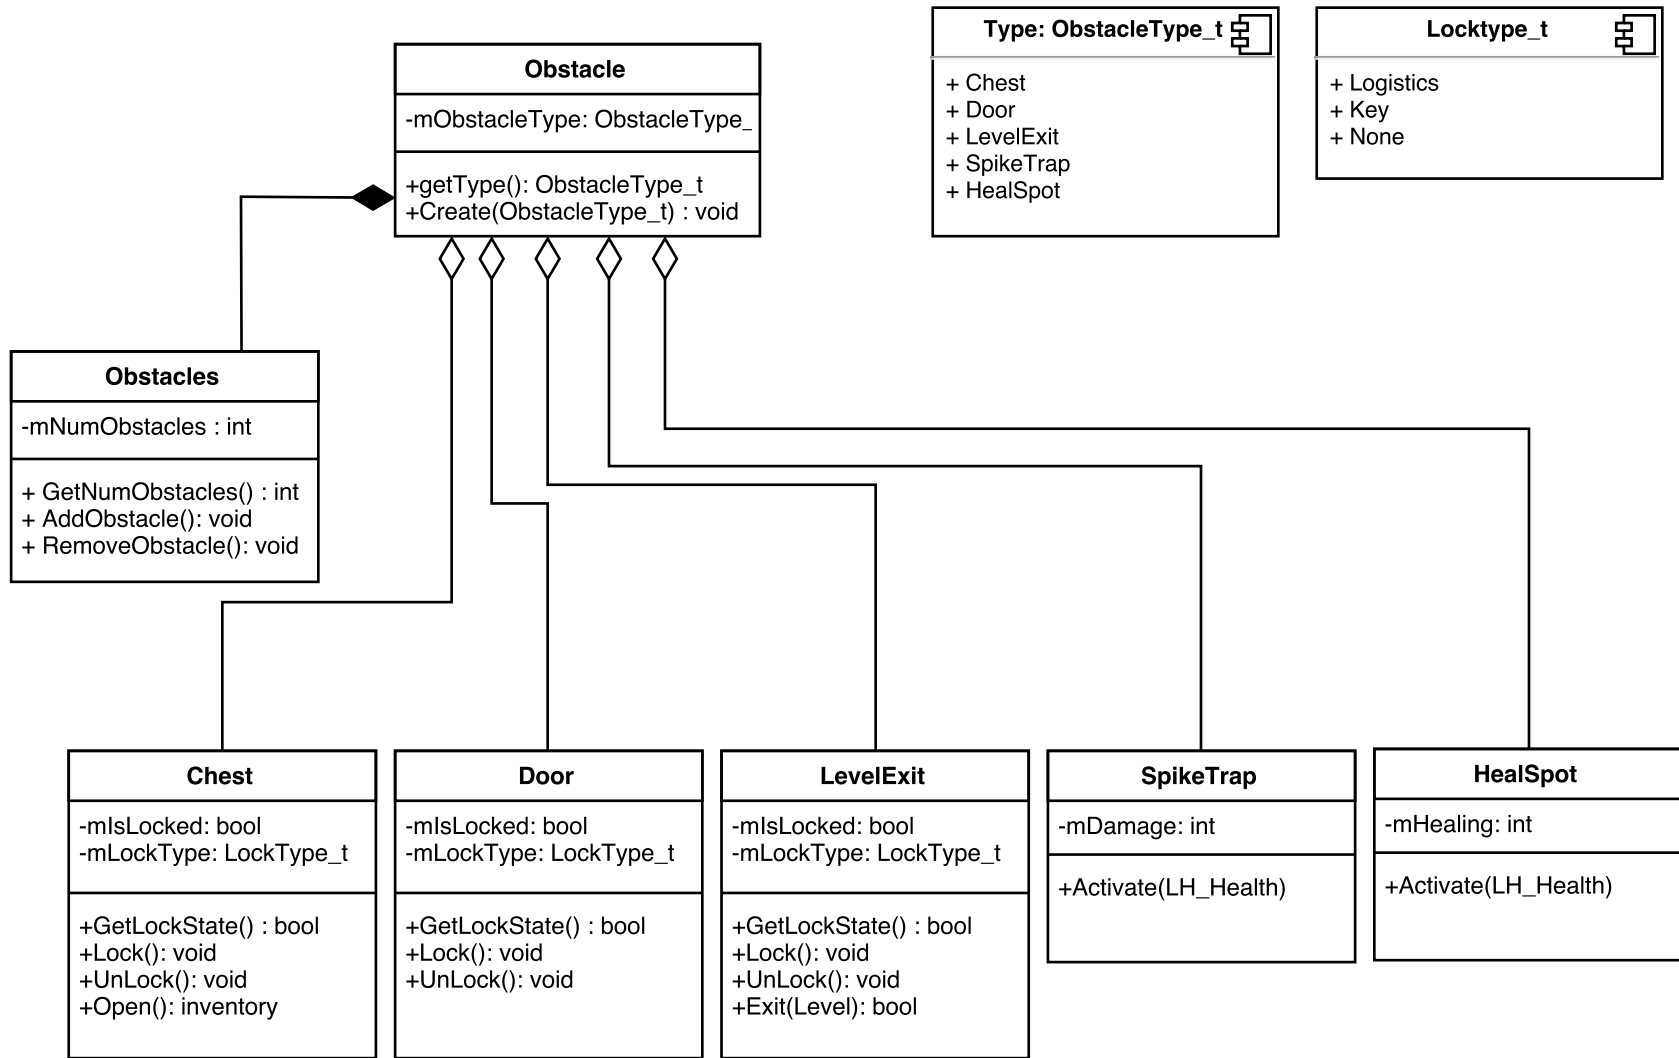 Obstacle
-mObstacleType: ObstacleType_
+getType(): ObstacleType_t
+Create(ObstacleType_t) : void
Type: ObstacleType_t
+ Chest
+ Door
+ LevelExit
+ SpikeTrap
+ HealSpot
Locktype_t
+ Logistics
+ Key
+ None
Obstacles
-mNumObstacles : int
+ GetNumObstacles() : int
+ AddObstacle(): void
+ RemoveObstacle(): void
Chest
-mIsLocked: bool
-mLockType: LockType_t
+GetLockState() : bool
+Lock(): void
+UnLock(): void
+Open(): inventory
Door
-mIsLocked: bool
-mLockType: LockType_t
+GetLockState() : bool
+Lock(): void
+UnLock(): void
LevelExit
-mIsLocked: bool
-mLockType: LockType_t
+GetLockState() : bool
+Lock(): void
+UnLock(): void
+Exit(Level): bool
SpikeTrap
-mDamage: int
+Activate(LH_Health)
HealSpot
-mHealing: int
+Activate(LH_Health)